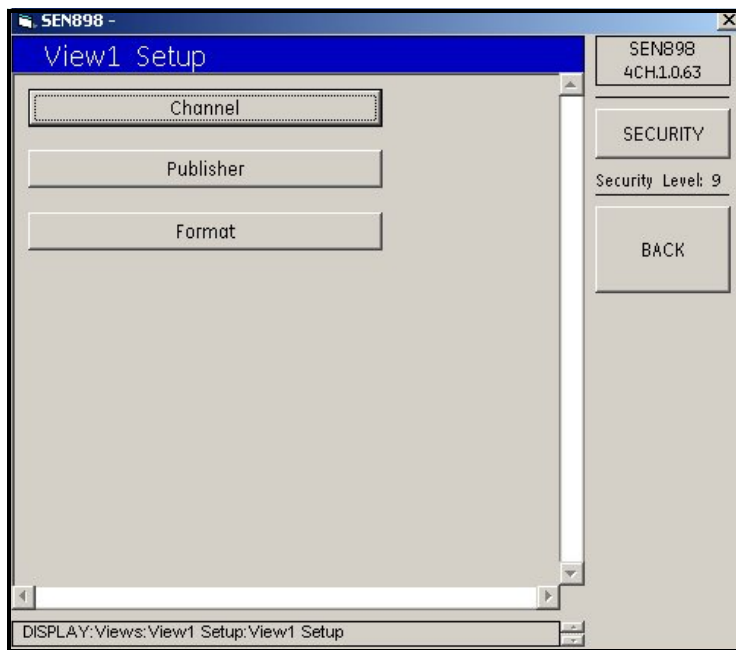 SEN898 -
View1 Setup
Channel
Publisher
Format
SEN898
4CH.1.0.63
SECURITY
Security Level: 9
BACK
DISPLAY:Views:View1 Setup:View1 Setup